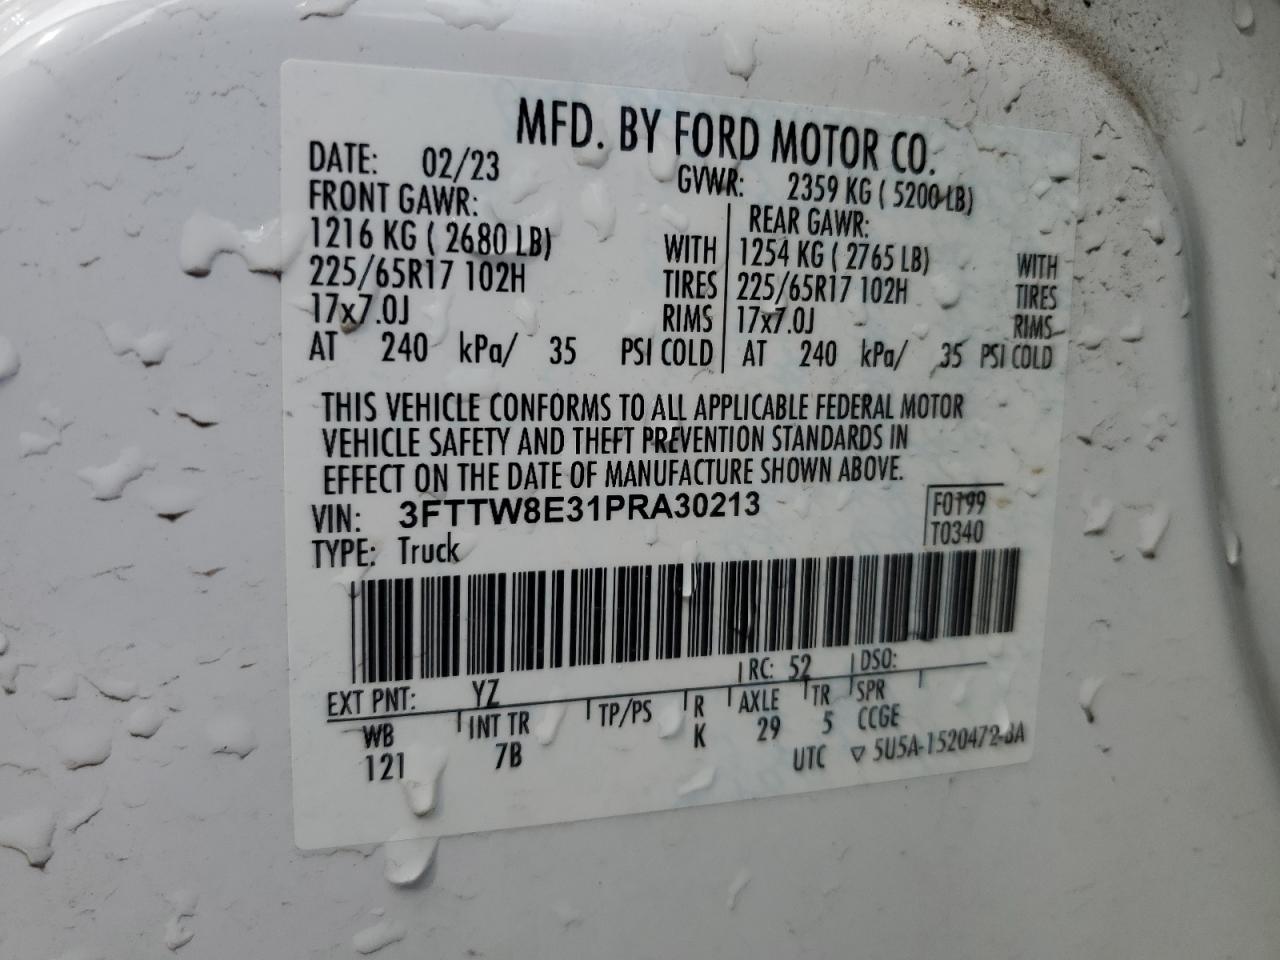 MFD. BY FORD MOTOR CO.
DATE: 02/23
GVWR: 2359 KG ( 5200 LB)
FRONT GAWR:
1216 KG ( 2680 LB) WITH
225/65R17 102H TIRES
17x7.0J RIMS
AT 240 kPa/ 35 PSI COLD
REAR GAWR:
1254 KG ( 2765 LB) WITH
225/65R17 102H TIRES
17x7.0J RIMS
AT 240 kPa/ 35 PSI COLD
THIS VEHICLE CONFORMS TO ALL APPLICABLE FEDERAL MOTOR
VEHICLE SAFETY AND THEFT PREVENTION STANDARDS IN
EFFECT ON THE DATE OF MANUFACTURE SHOWN ABOVE.
VIN: 3FTTW8E31PRA30213
F0199
TYPE: Truck
T0340
EXT PNT: YZ RC: 52 DSO:
WB INT TR TP/PS R AXLE TR SPR
121 7B K 29 5 CCGE
UTC ▽ 5U5A-1520472-BA